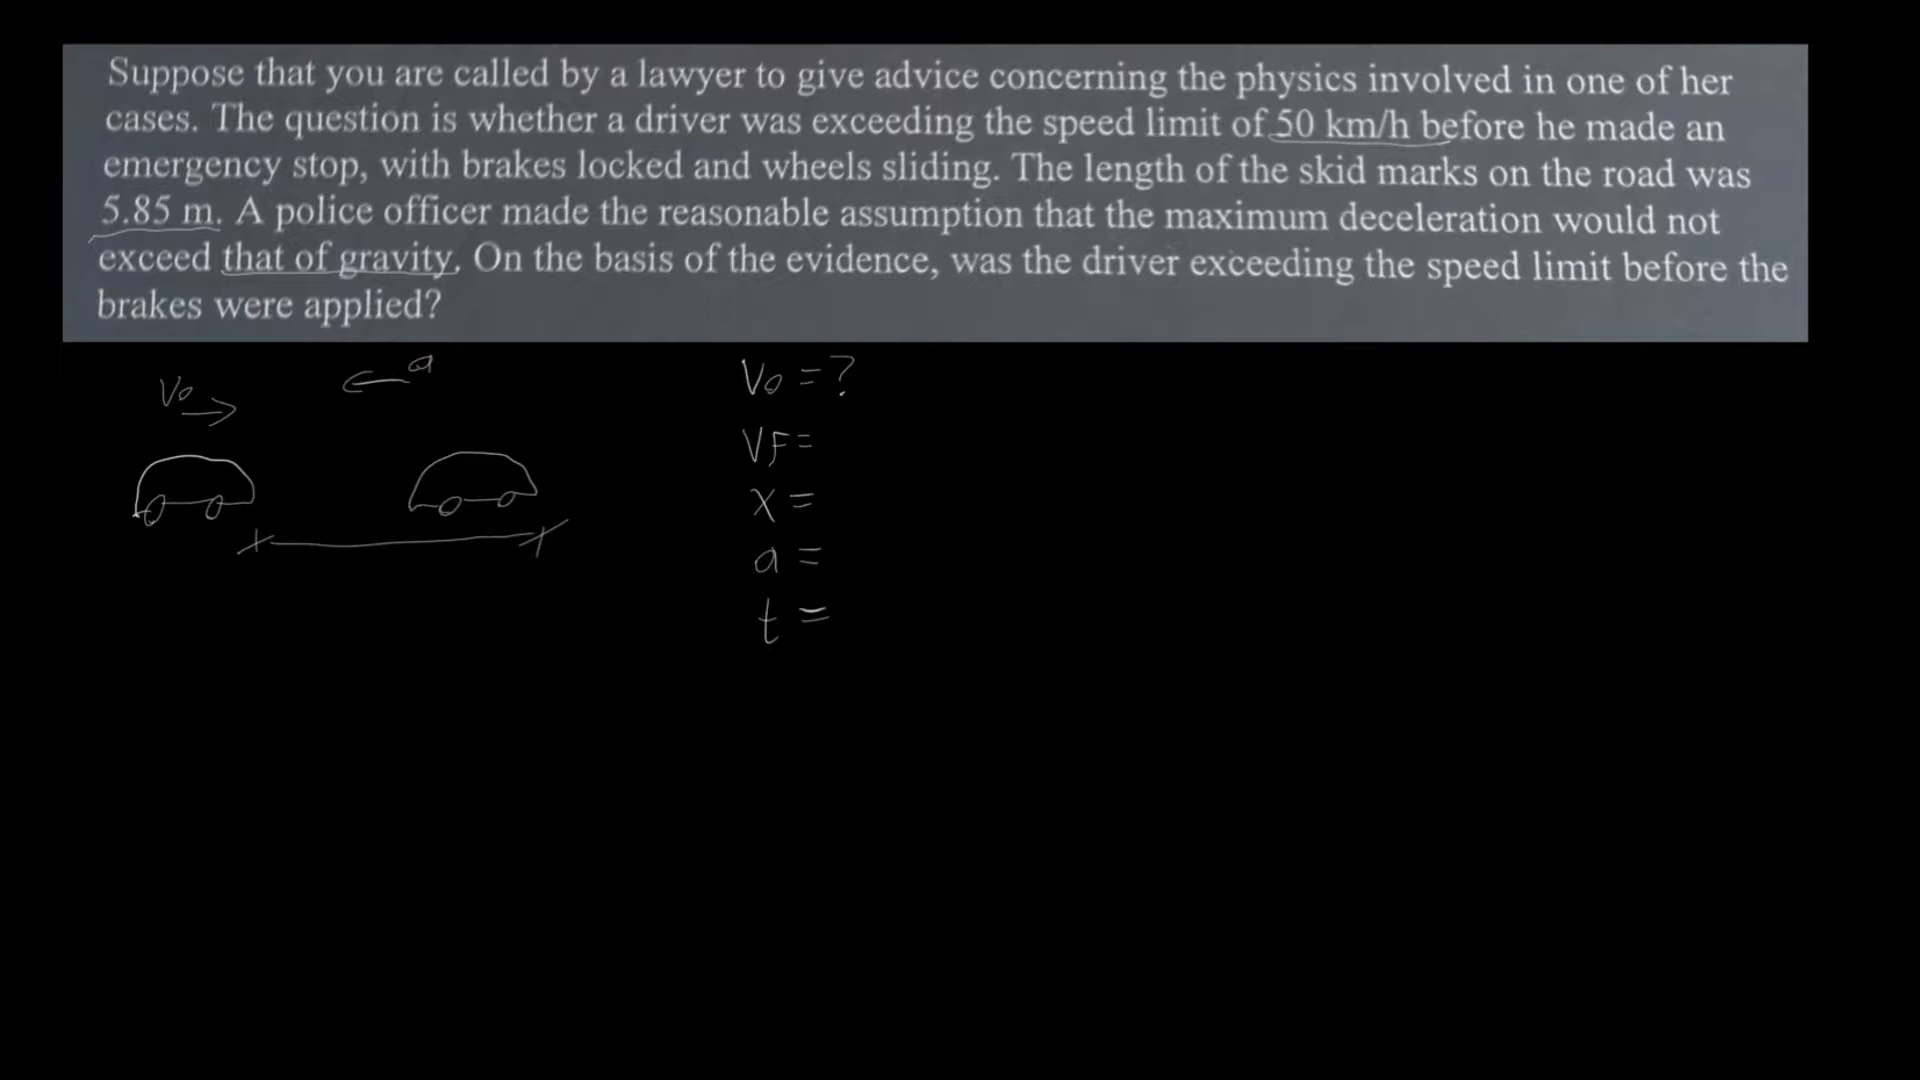 Suppose that you are called by a lawyer to give advice concerning the physics involved in one of her
cases. The question is whether a driver was exceeding the speed limit of 50 km/h before he made an
emergency stop, with brakes locked and wheels sliding. The length of the skid marks on the road was
5.85 m. A police officer made the reasonable assumption that the maximum deceleration would not
exceed that of gravity. On the basis of the evidence, was the driver exceeding the speed limit before the
brakes were applied?
Vo
a
Vo = ?
VF =
x =
a =
t =